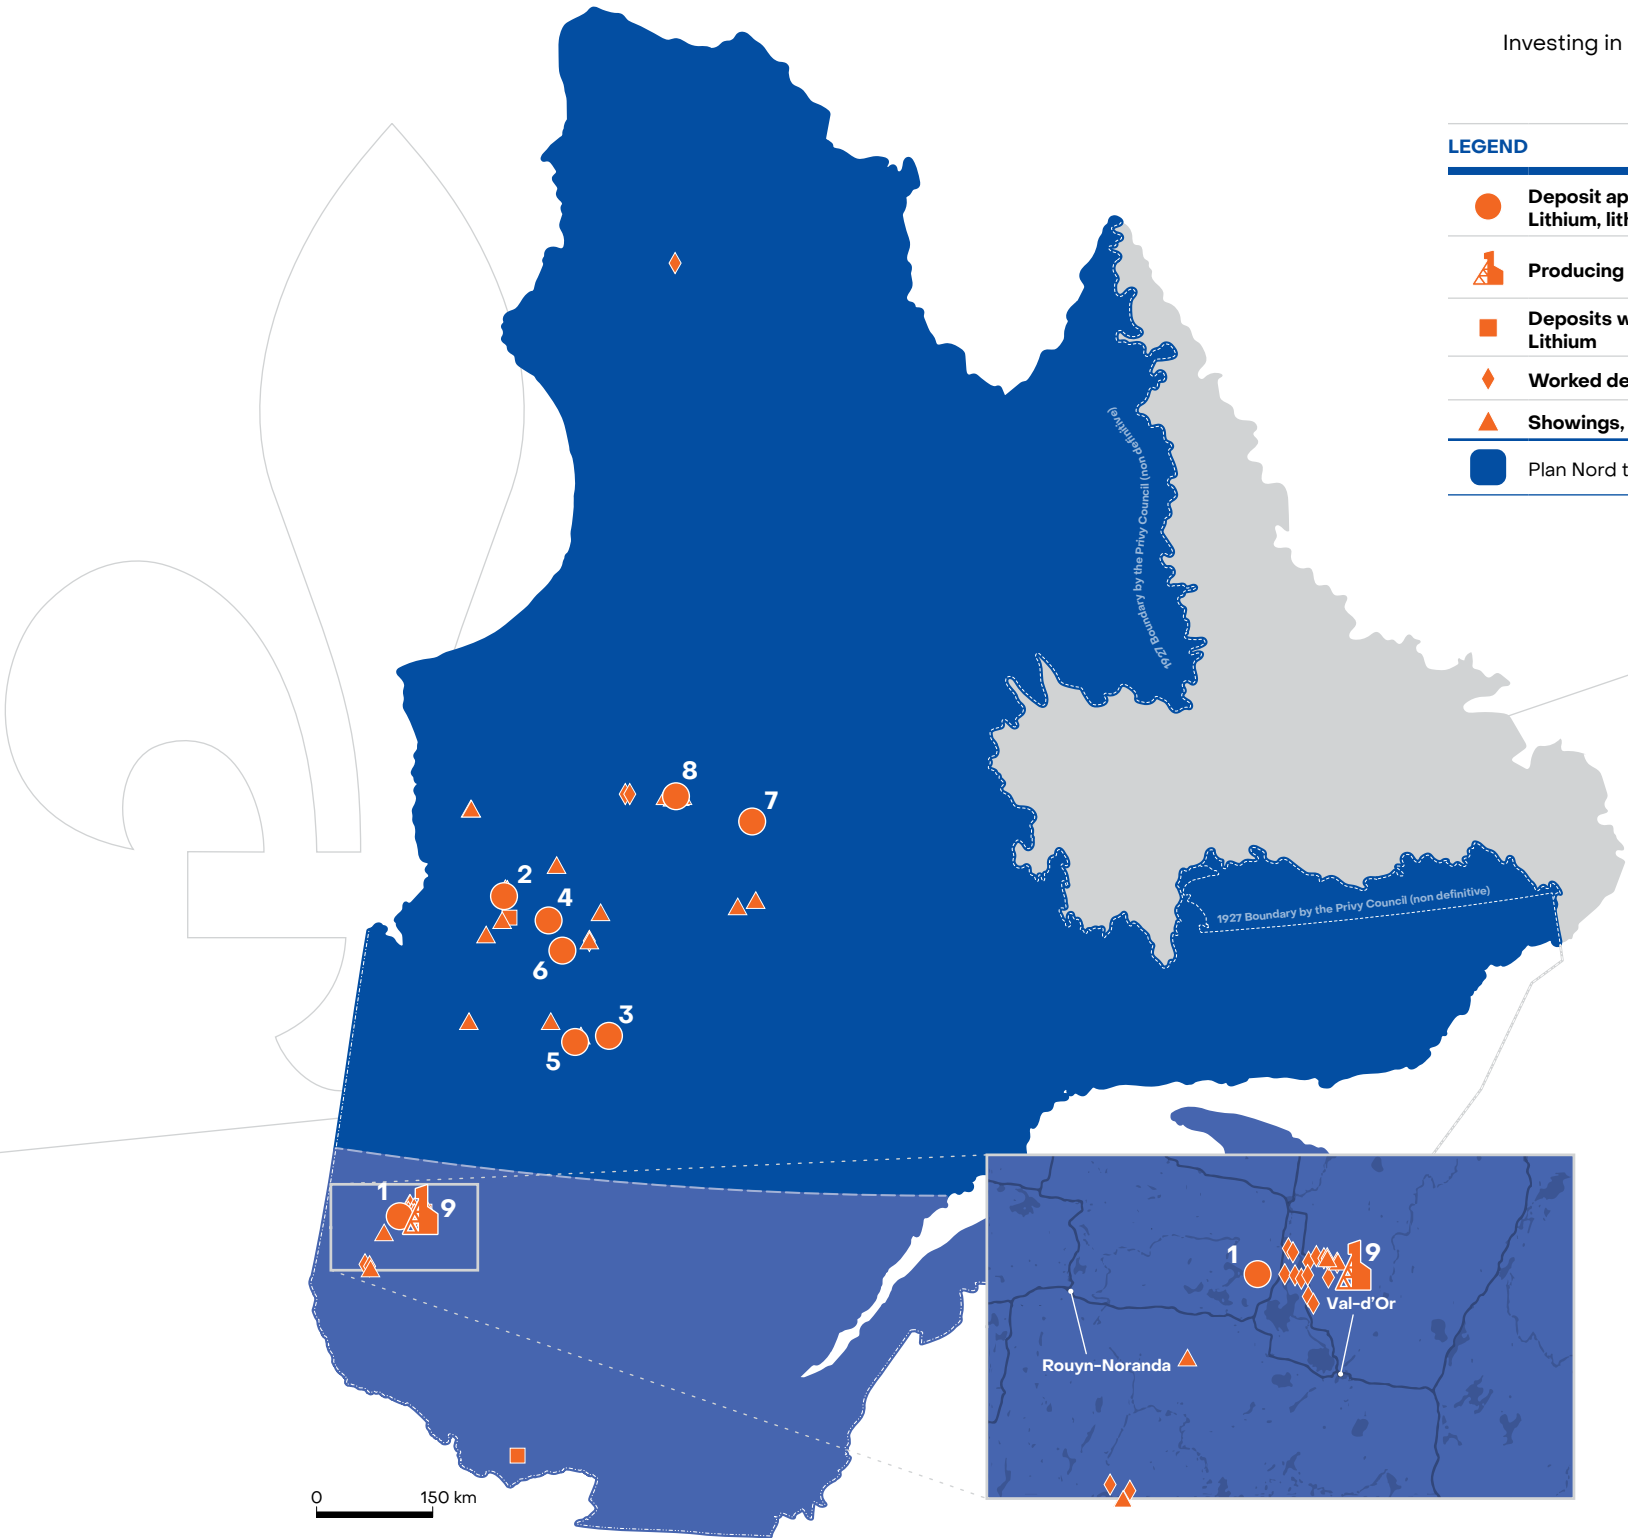 Investing in
LEGEND
Deposit ap
Lithium, lith
Producing
Deposits w
Lithium
Worked de
Showings,
Plan Nord t
1927 Boundary by the Privy Council (non definitive)
8
7
2
4
1927 Boundary by the Privy Council (non definitive)
6
3
5
1
9
1
9
Val-d'Or
Rouyn-Noranda
0
150 km